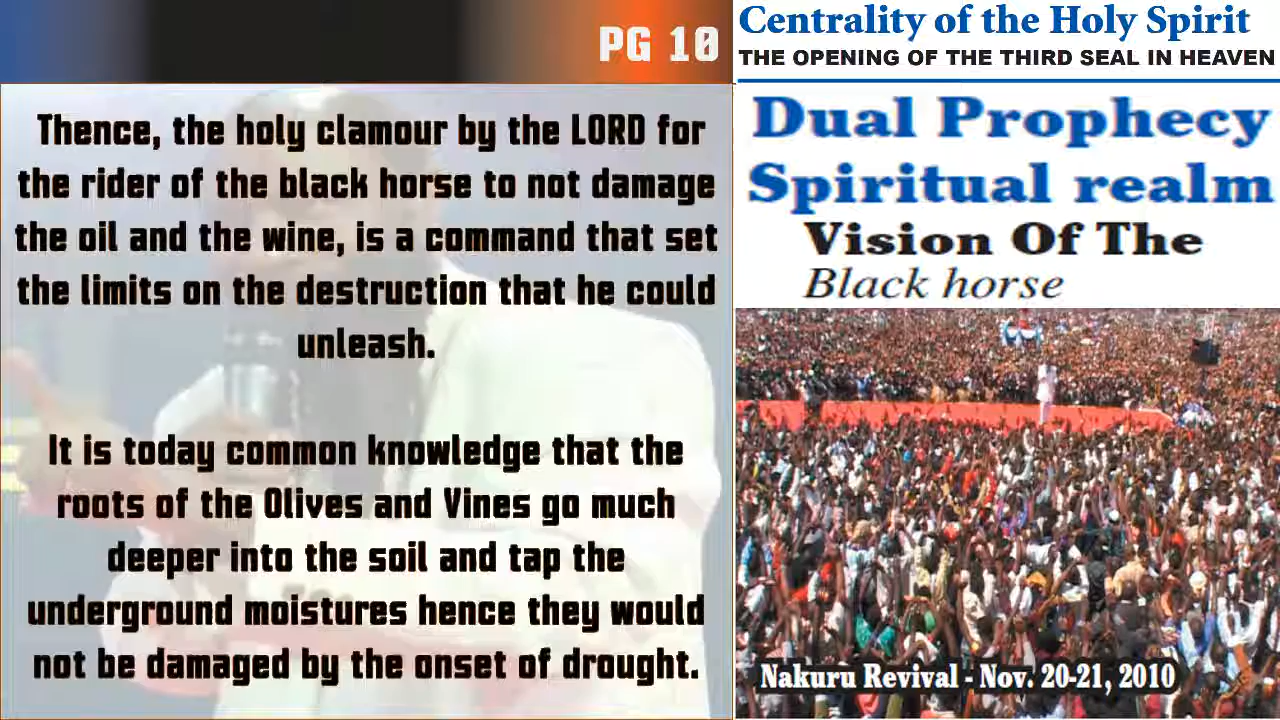 PG 10
Thence, the holy clamour by the LORD for
the rider of the black horse to not damage
the oil and the wine, is a command that set
the limits on the destruction that he could
unleash.
It is today common knowledge that the
roots of the Olives and Vines go much
deeper into the soil and tap the
underground moistures hence they would
not be damaged by the onset of drought.
Centrality of the Holy Spirit
THE OPENING OF THE THIRD SEAL IN HEAVEN
Dual Prophecy
Spiritual realm
Vision Of The
Black horse
Nakuru Revival - Nov. 20-21, 2010